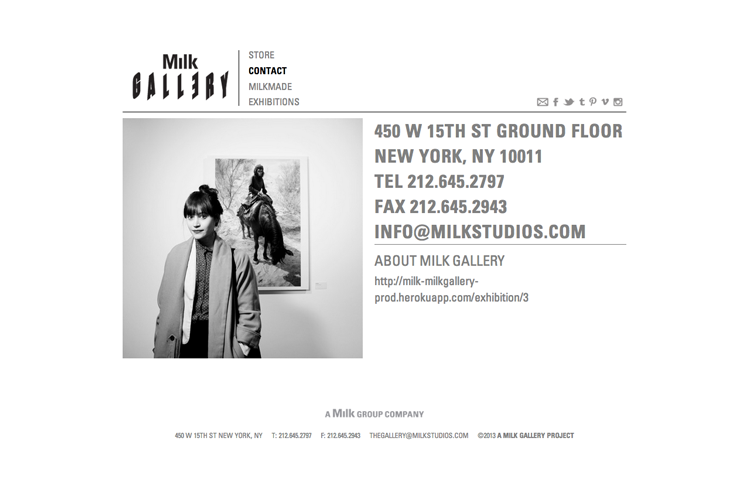 Milk
GALLERY
STORE
CONTACT
MILKMADE
EXHIBITIONS
450 W 15TH ST GROUND FLOOR
NEW YORK, NY 10011
TEL 212.645.2797
FAX 212.645.2943
INFO@MILKSTUDIOS.COM
ABOUT MILK GALLERY
http://milk-milkgallery-
prod.herokuapp.com/exhibition/3
A Milk GROUP COMPANY
450 W 15TH ST NEW YORK, NY T: 212.645.2797 F: 212.645.2943 THEGALLERY@MILKSTUDIOS.COM ©2013 A MILK GALLERY PROJECT